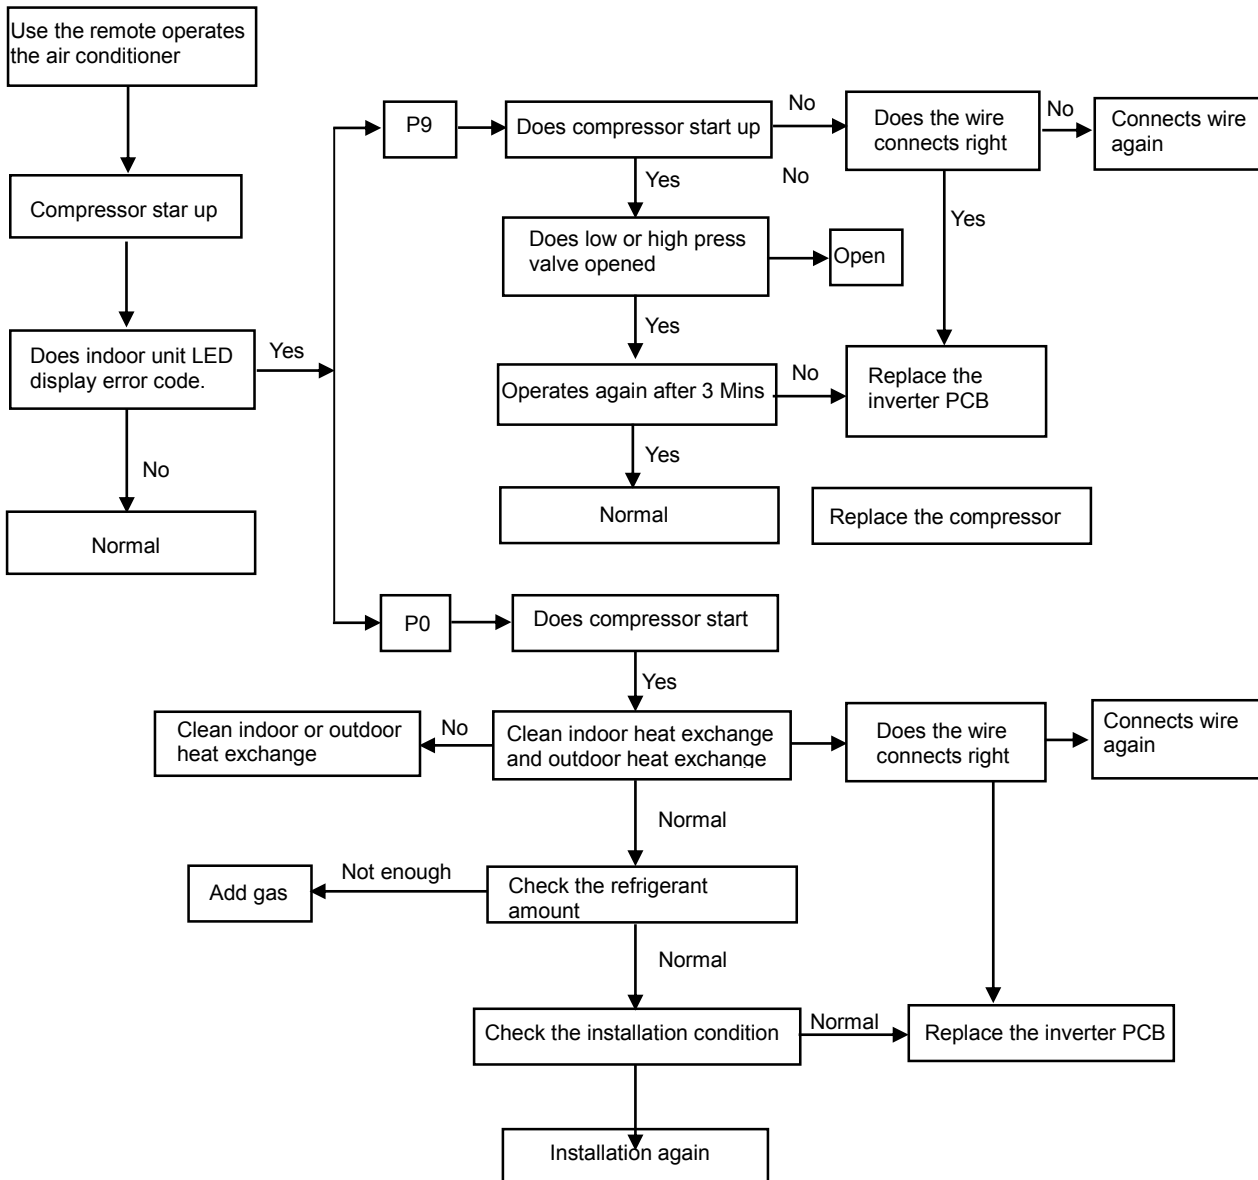 Use the remote operates
the air conditioner
Compressor star up
Does indoor unit LED
display error code.
Yes
No
Normal
P9
Does compressor start up
No
Does the wire
connects right
No
Connects wire
again
Yes
No
Yes
Does low or high press
valve opened
Open
Yes
Operates again after 3 Mins
No
Replace the
inverter PCB
Yes
Normal
Replace the compressor
P0
Does compressor start
Yes
Clean indoor or outdoor
heat exchange
No
Clean indoor heat exchange
and outdoor heat exchange
Does the wire
connects right
Connects wire
again
Normal
Add gas
Not enough
Check the refrigerant
amount
Normal
Check the installation condition
Normal
Replace the inverter PCB
Installation again